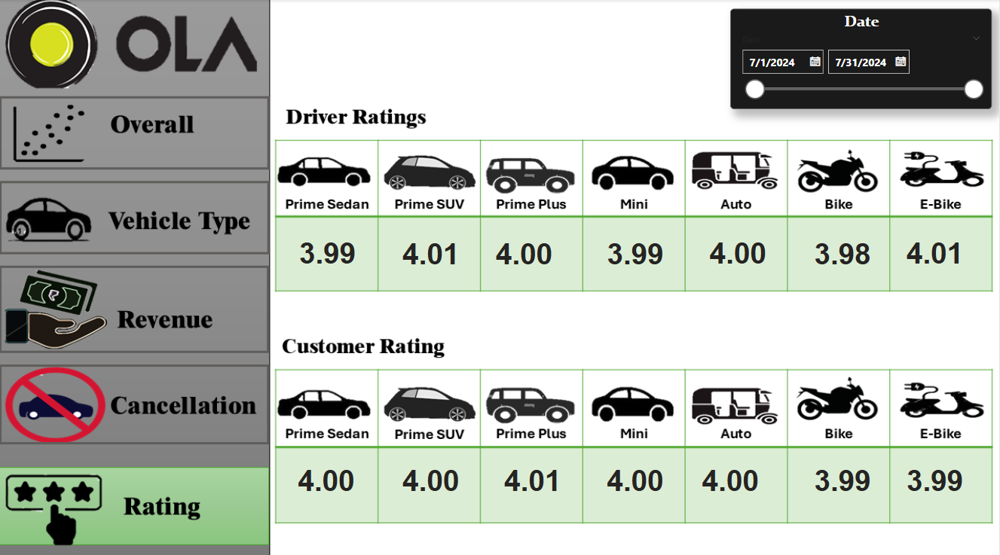 OLA
Overall
Vehicle Type
Revenue
Cancellation
Rating
Date
Date
7/1/2024 7/31/2024
Driver Ratings
Prime Sedan Prime SUV Prime Plus Mini Auto Bike E-Bike
3.99 4.01 4.00 3.99 4.00 3.98 4.01
Customer Rating
Prime Sedan Prime SUV Prime Plus Mini Auto Bike E-Bike
4.00 4.00 4.01 4.00 4.00 3.99 3.99